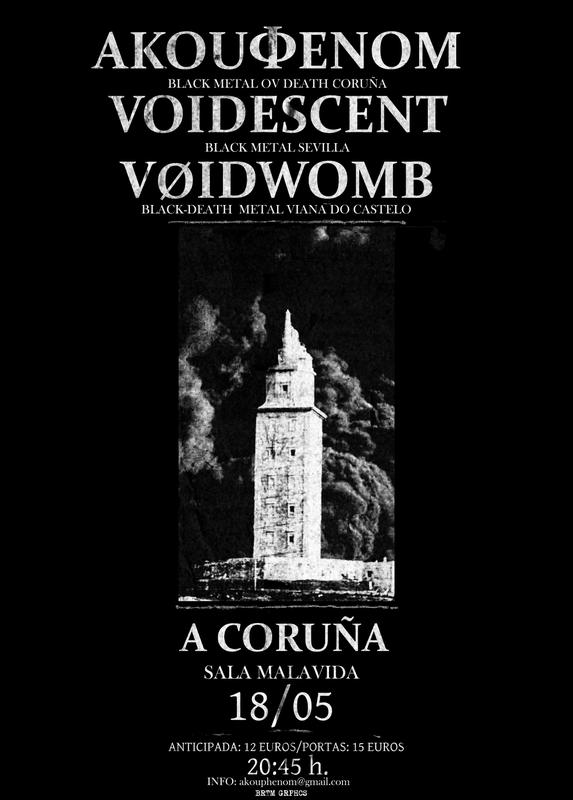 AKOUΦENOM
BLACK METAL OV DEATH CORUÑA
VOIDESCENT
BLACK METAL SEVILLA
VØIDWOMB
BLACK-DEATH METAL VIANA DO CASTELO
A CORUÑA
SALA MALAVIDA
18/05
ANTICIPADA: 12 EUROS/PORTAS: 15 EUROS
20:45 h.
INFO: akouphenom@gmail.com
BRTM GRPHCS